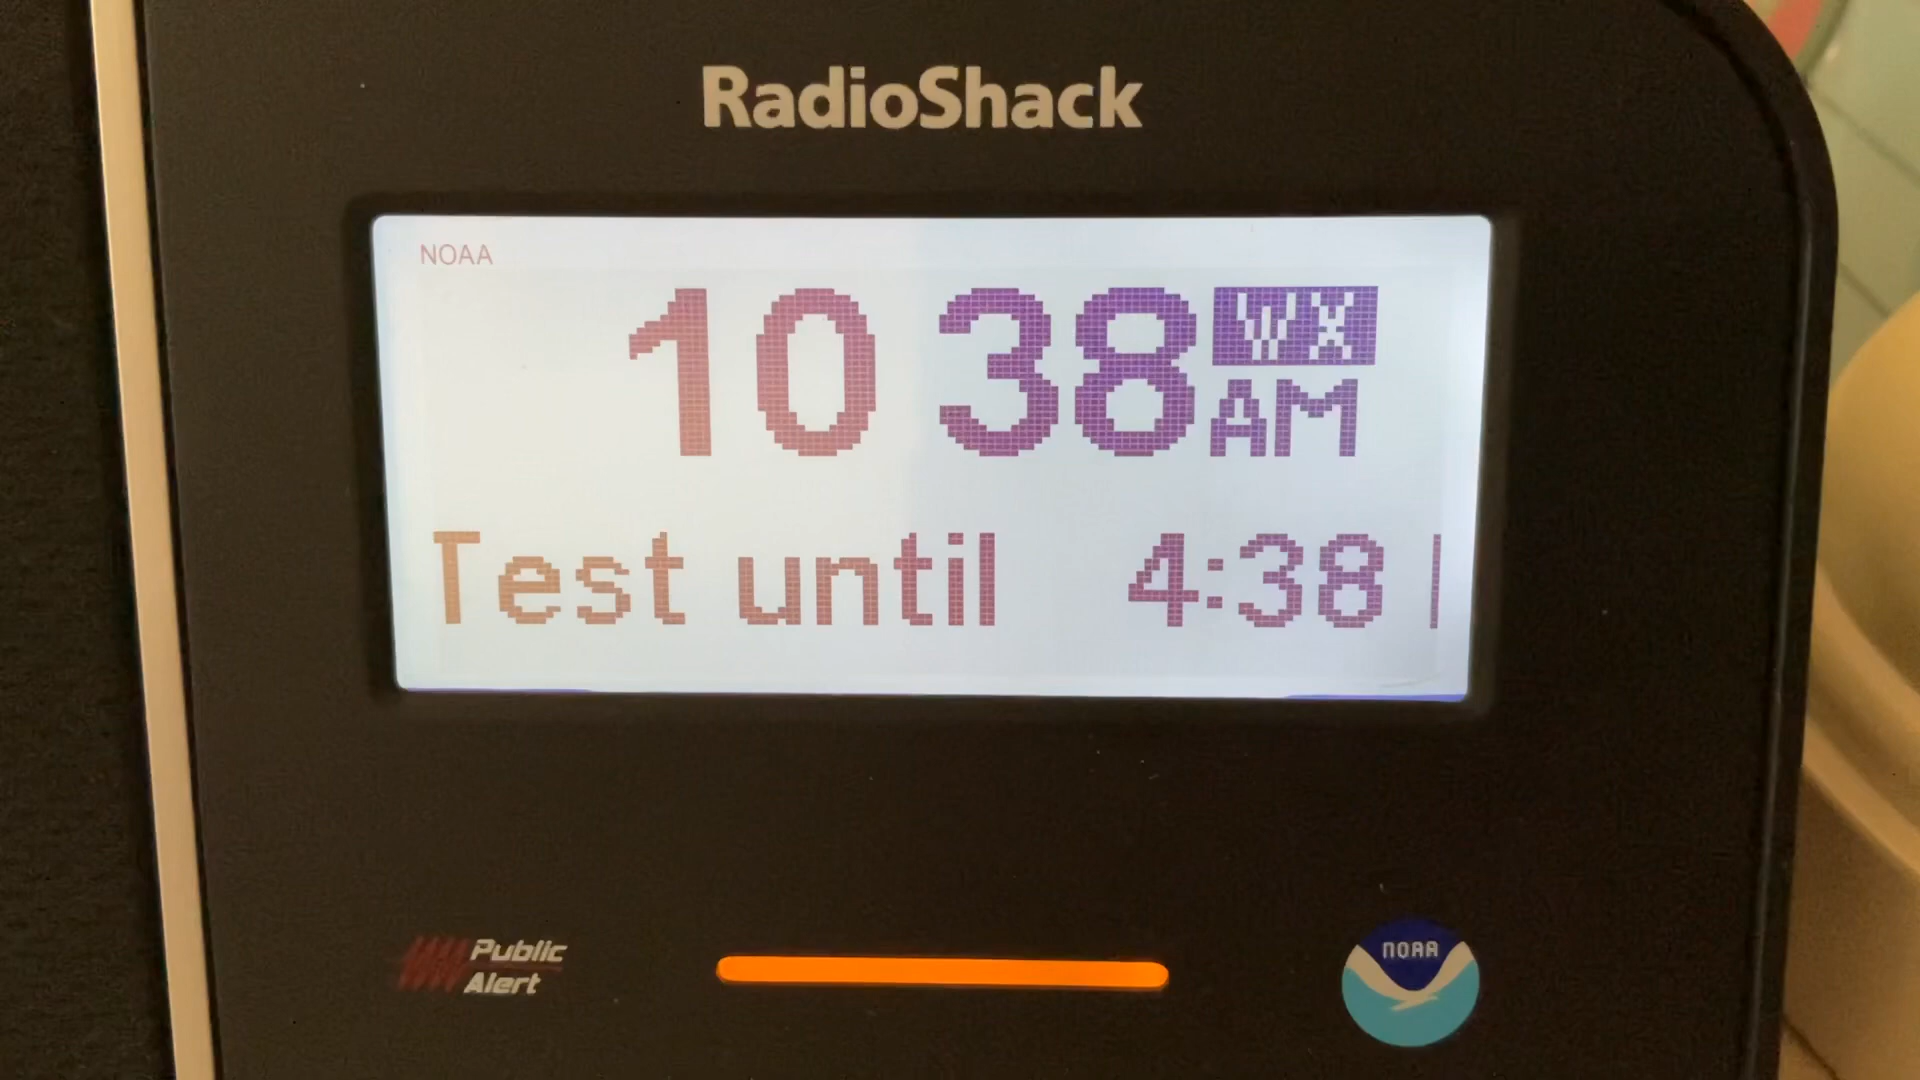 RadioShack
NOAA
10 38 WX
AM
Test until 4:38
Public
Alert
NOAA